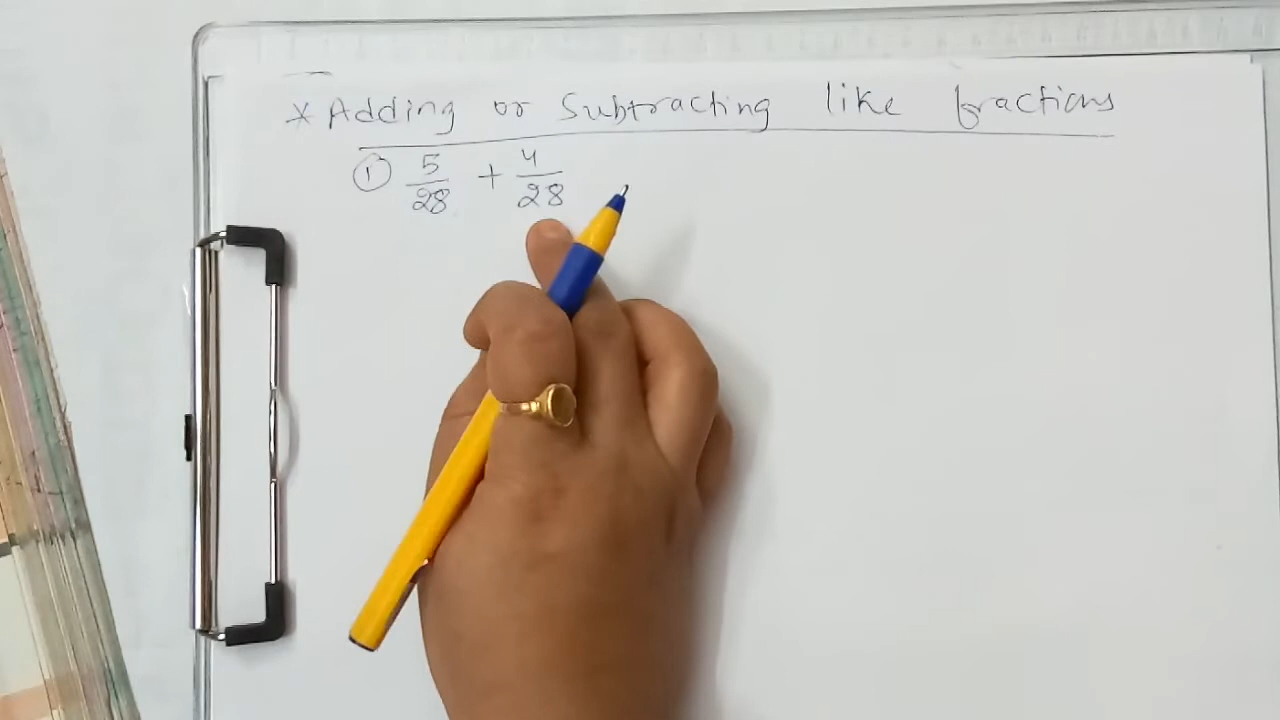 * Adding or Subtracting like fractions
① 5/28 + 4/28